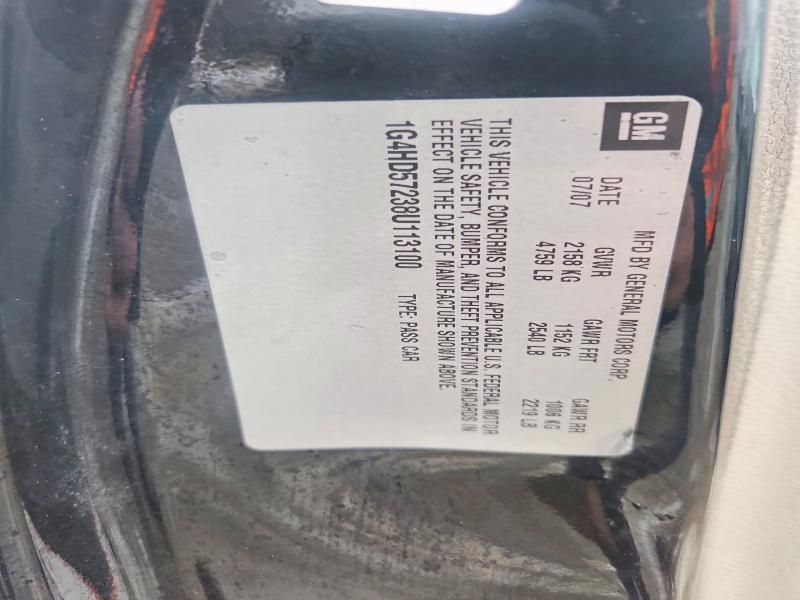 GM®
MFD BY GENERAL MOTORS CORP.
DATE GVWR GAWR FRT GAWR RR
07/07 2158 KG 1152 KG 1006 KG
4759 LB 2540 LB 2219 LB
THIS VEHICLE CONFORMS TO ALL APPLICABLE U.S. FEDERAL MOTOR
VEHICLE SAFETY, BUMPER, AND THEFT PREVENTION STANDARDS IN
EFFECT ON THE DATE OF MANUFACTURE SHOWN ABOVE.
1G4HD57238U113100 TYPE: PASS CAR